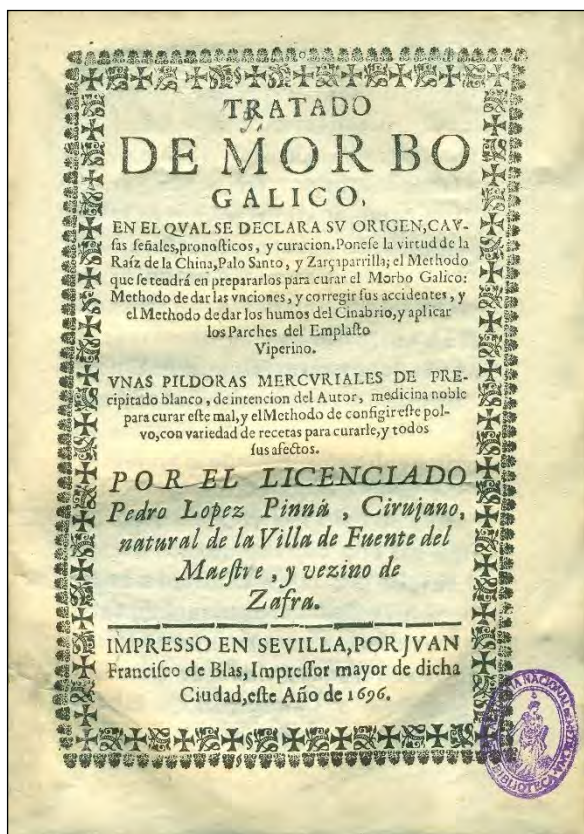 TRATADO
DE MORBO
GALICO,
EN EL QVAL SE DECLARA SV ORIGEN, CAV-
sas señales, pronosticos, y curacion. Ponese la virtud de la
Raíz de la China, Palo Santo, y Zarçaparrilla; el Methodo
que se tendrá en prepararlos para curar el Morbo Galico:
Methodo de dar las vnciones, y corregir sus accidentes, y
el Methodo de dar los humos del Cinabrio, y aplicar
los Parches del Emplasto
Viperino.
VNAS PILDORAS MERCVRIALES DE PRE-
cipitado blanco, de intencion del Autor, medicina noble
para curar este mal, y el Methodo de configir este pol-
vo, con variedad de recetas para curarle, y todos
sus afectos.
POR EL LICENCIADO
Pedro Lopez Pinná, Cirujano,
natural de la Villa de Fuente del
Maestre, y vezino de
Zafra.
IMPRESSO EN SEVILLA, POR JVAN
Francisco de Blas, Impressor mayor de dicha
Ciudad, este Año de 1696.
NACIONAL DE
BIBLIOTECA